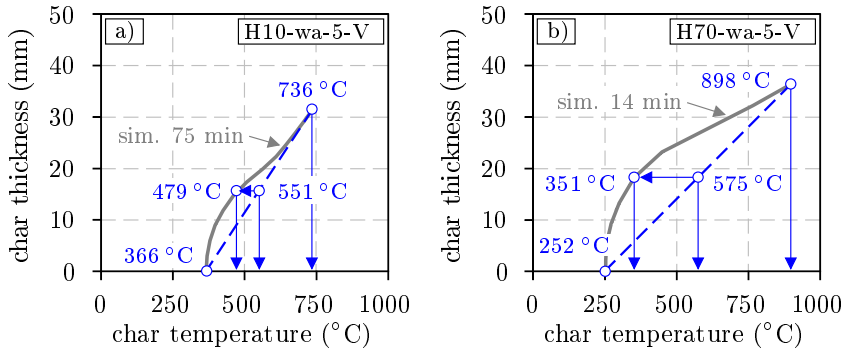 a)
H10-wa-5-V
char thickness (mm)
50
40
30
20
10
0
736 °C
sim. 75 min
479 °C
551 °C
366 °C
0
250
500
750
1000
char temperature (°C)
b)
H70-wa-5-V
char thickness (mm)
50
40
30
20
10
0
898 °C
sim. 14 min
351 °C
575 °C
252 °C
0
250
500
750
1000
char temperature (°C)